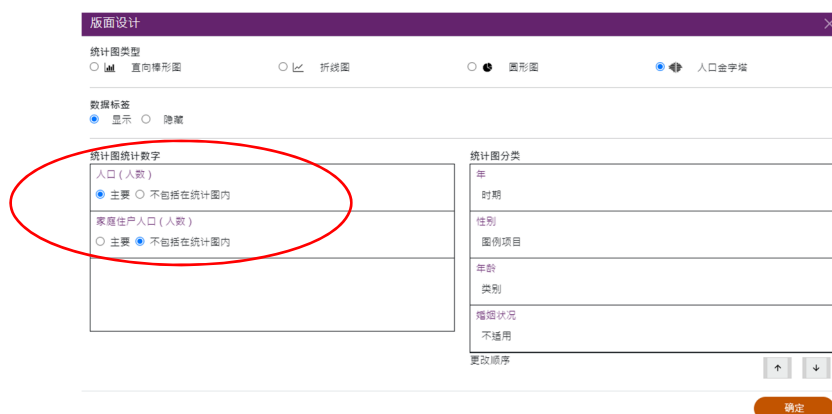 版面设计
统计图类型
直向棒形图 折线图 圆形图 人口金字塔
数据标签
显示 隐藏
统计图统计数字
人口 ( 人数 )
主要 不包括在统计图内
家庭住户人口 ( 人数 )
主要 不包括在统计图内
统计图分类
年
时期
性别
图例项目
年龄
类别
婚姻状况
不适用
更改顺序
确定